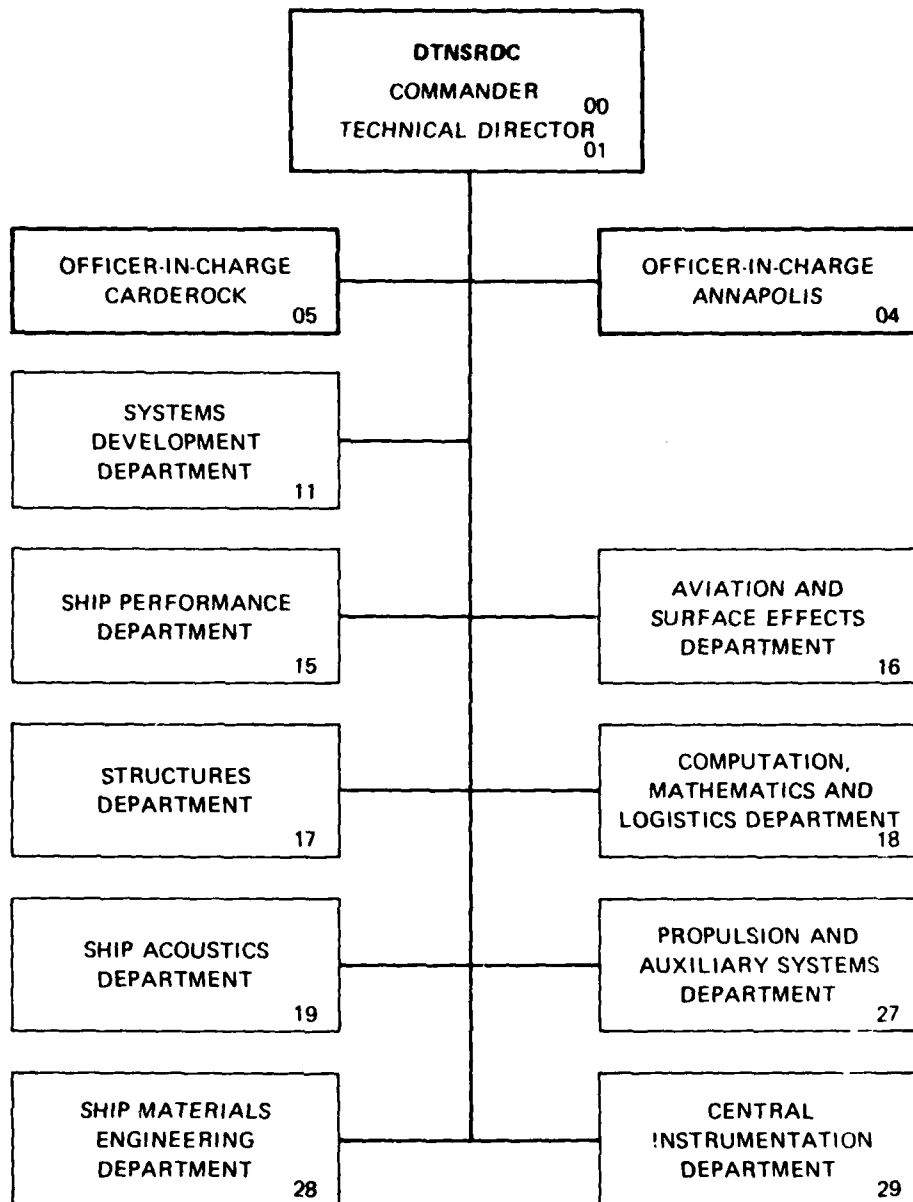 DTNSRDC
COMMANDER
00
TECHNICAL DIRECTOR
01
OFFICER-IN-CHARGE
CARDEROCK
05
OFFICER-IN-CHARGE
ANNAPOLIS
04
SYSTEMS
DEVELOPMENT
DEPARTMENT
11
SHIP PERFORMANCE
DEPARTMENT
15
AVIATION AND
SURFACE EFFECTS
DEPARTMENT
16
STRUCTURES
DEPARTMENT
17
COMPUTATION,
MATHEMATICS AND
LOGISTICS DEPARTMENT
18
SHIP ACOUSTICS
DEPARTMENT
19
PROPULSION AND
AUXILIARY SYSTEMS
DEPARTMENT
27
SHIP MATERIALS
ENGINEERING
DEPARTMENT
28
CENTRAL
INSTRUMENTATION
DEPARTMENT
29